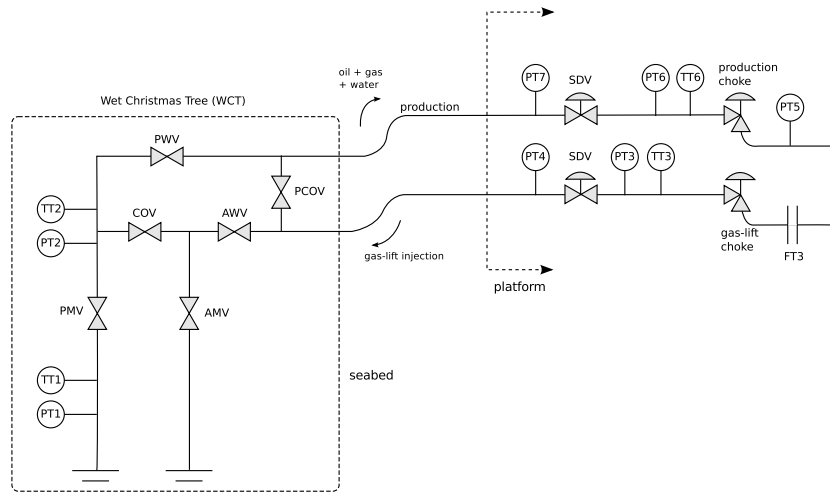 Wet Christmas Tree (WCT)
oil + gas
+ water
production
PT7
SDV
PT6
TT6
production
choke
PT5
PWV
PCOV
PT4
SDV
PT3
TT3
gas-lift
choke
FT3
TT2
COV
AWV
PT2
gas-lift injection
platform
PMV
AMV
seabed
TT1
PT1